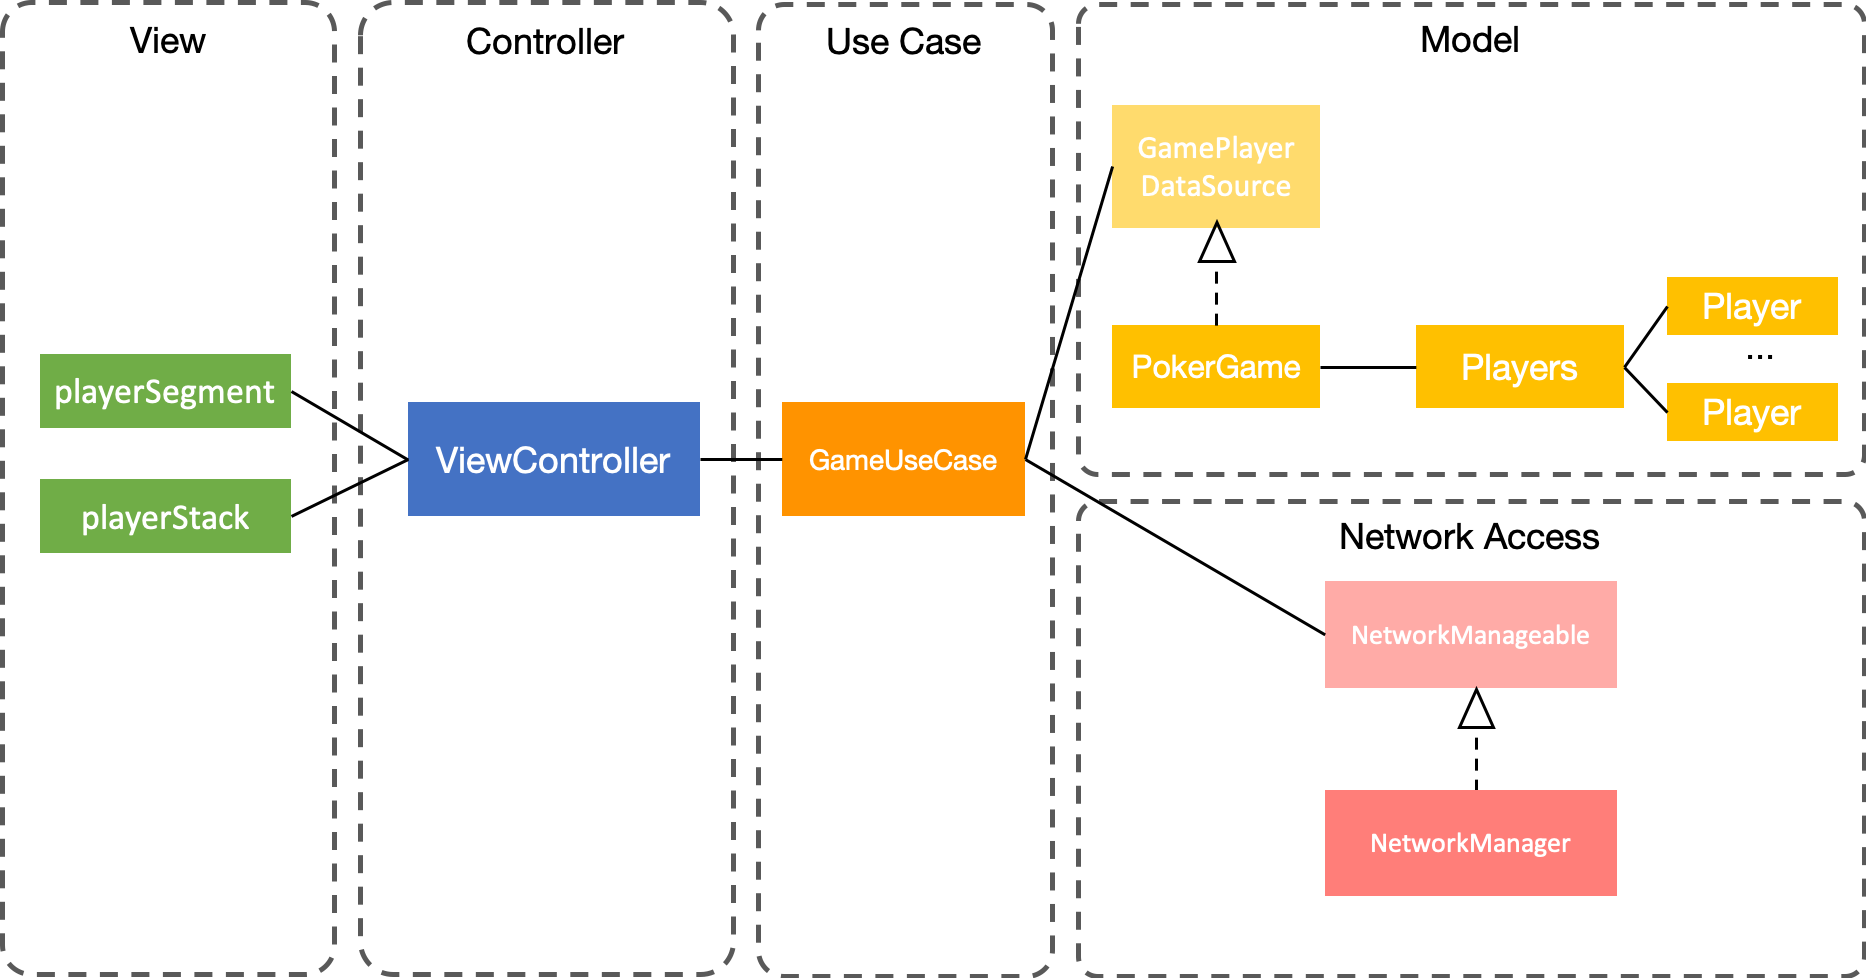 View
playerSegment
playerStack
Controller
ViewController
Use Case
GameUseCase
Model
GamePlayer
DataSource
PokerGame
Players
Player
...
Player
Network Access
NetworkManageable
NetworkManager